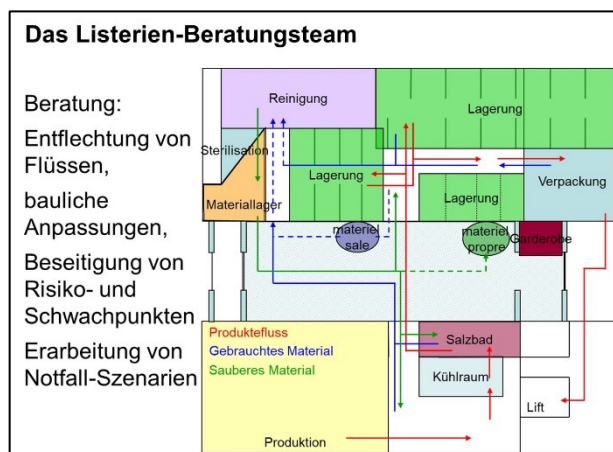 Das Listerien-Beratungsteam
Beratung:
Entflechtung von
Flüssen,
bauliche
Anpassungen,
Beseitigung von
Risiko- und
Schwachpunkten
Erarbeitung von
Notfall-Szenarien
Reinigung
Lagerung
Sterilisation
Lagerung
Materiallager
Lagerung
Verpackung
materiel
sale
materiel
propre
Garderobe
Produktefluss
Gebrauchtes Material
Sauberes Material
Salzbad
Kühlraum
Lift
Produktion